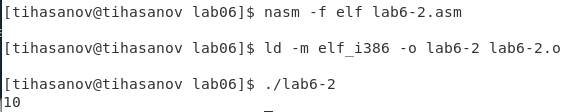 [tihasanov@tihasanov lab06]$ nasm -f elf lab6-2.asm
[tihasanov@tihasanov lab06]$ ld -m elf_i386 -o lab6-2 lab6-2.o
[tihasanov@tihasanov lab06]$ ./lab6-2
10